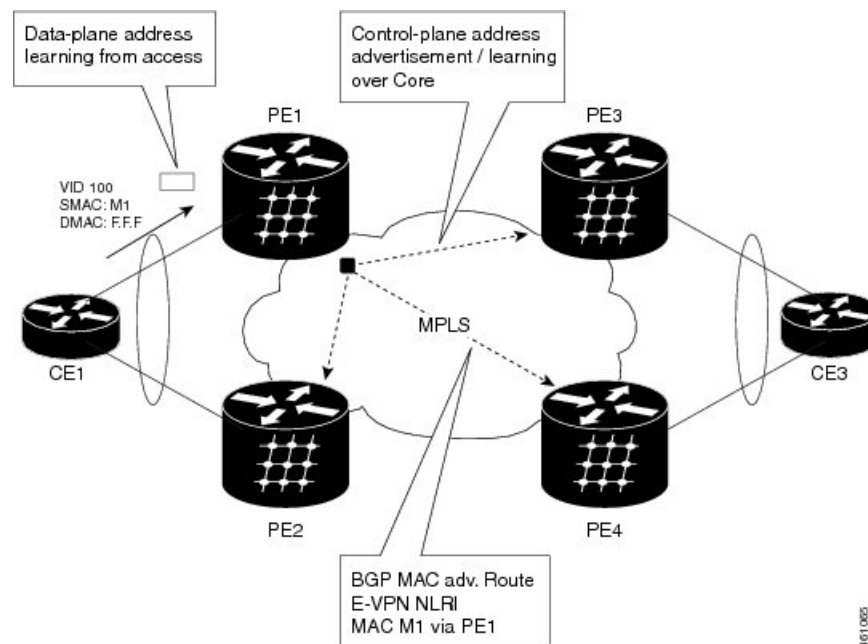 Data-plane address
learning from access
Control-plane address
advertisement / learning
over Core
PE1
PE3
VID 100
SMAC: M1
DMAC: F.F.F
MPLS
CE1
CE3
PE2
PE4
BGP MAC adv. Route
E-VPN NLRI
MAC M1 via PE1